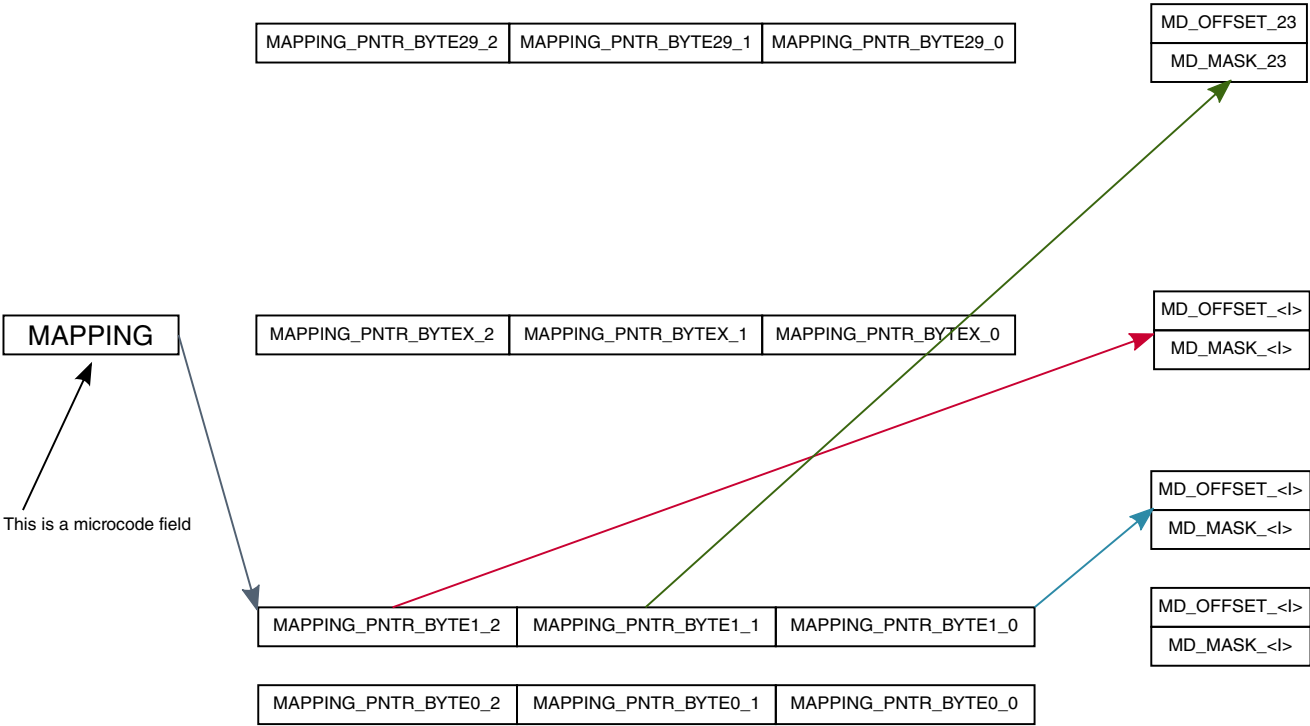 MAPPING_PNTR_BYTE29_2 MAPPING_PNTR_BYTE29_1 MAPPING_PNTR_BYTE29_0
MD_OFFSET_23
MD_MASK_23
MAPPING
MAPPING_PNTR_BYTEX_2 MAPPING_PNTR_BYTEX_1 MAPPING_PNTR_BYTEX_0
MD_OFFSET_<I>
MD_MASK_<I>
This is a microcode field
MD_OFFSET_<I>
MD_MASK_<I>
MAPPING_PNTR_BYTE1_2 MAPPING_PNTR_BYTE1_1 MAPPING_PNTR_BYTE1_0
MD_OFFSET_<I>
MD_MASK_<I>
MAPPING_PNTR_BYTE0_2 MAPPING_PNTR_BYTE0_1 MAPPING_PNTR_BYTE0_0